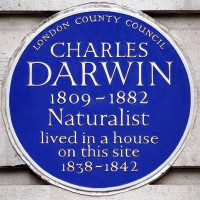 LONDON COUNTY COUNCIL
CHARLES
DARWIN
1809-1882
Naturalist
lived in a house
on this site
1838-1842